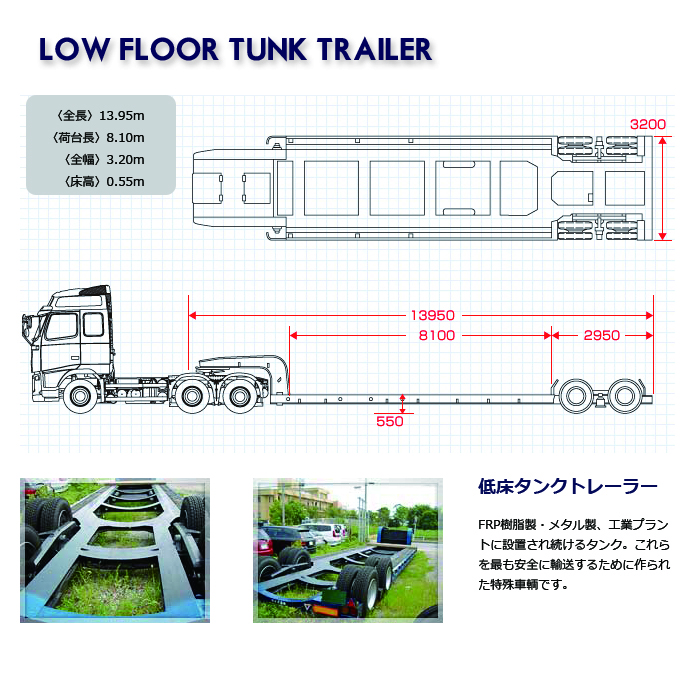 LOW FLOOR TUNK TRAILER
〈全長〉13.95m
〈荷台長〉8.10m
〈全幅〉3.20m
〈床高〉0.55m
3200
13950
8100
2950
550
低床タンクトレーラー
FRP樹脂製・メタル製、工業プラン
トに設置され続けるタンク。これら
を最も安全に輸送するために作られ
た特殊車輌です。